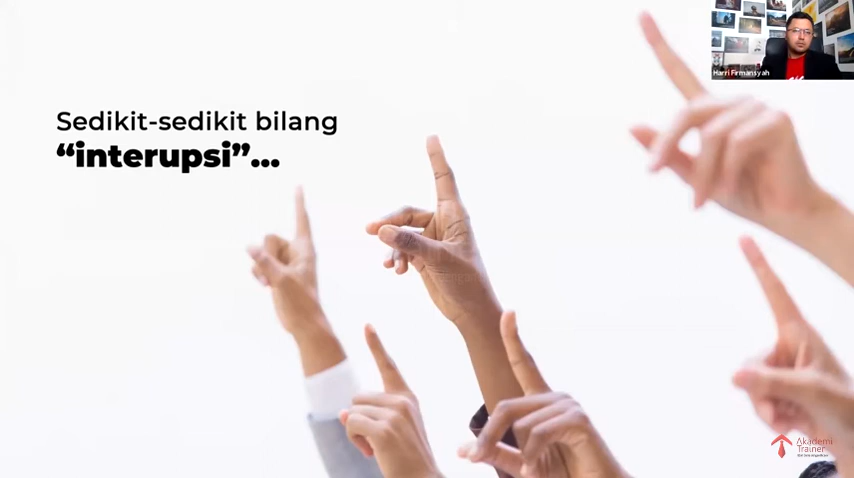 Harri Firmansyah
Sedikit-sedikit bilang
“interupsi”...
Akademi
Trainer